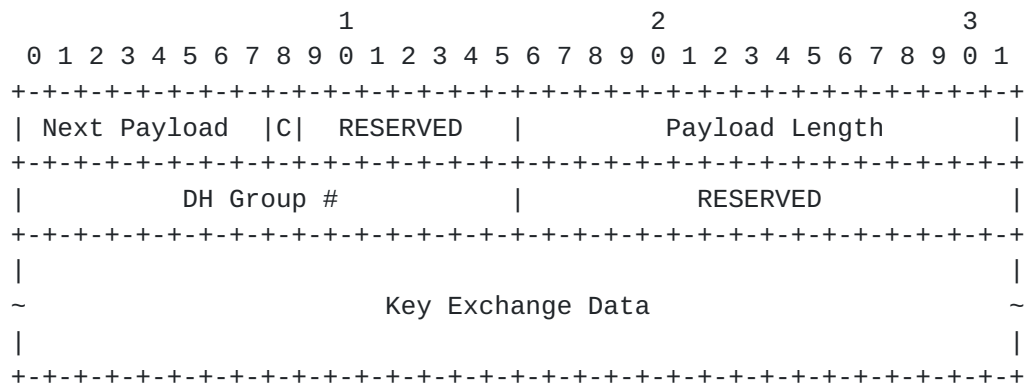 1                   2                   3
 0 1 2 3 4 5 6 7 8 9 0 1 2 3 4 5 6 7 8 9 0 1 2 3 4 5 6 7 8 9 0 1
+-+-+-+-+-+-+-+-+-+-+-+-+-+-+-+-+-+-+-+-+-+-+-+-+-+-+-+-+-+-+-+-+
| Next Payload  |C|  RESERVED   |         Payload Length        |
+-+-+-+-+-+-+-+-+-+-+-+-+-+-+-+-+-+-+-+-+-+-+-+-+-+-+-+-+-+-+-+-+
|          DH Group #           |           RESERVED            |
+-+-+-+-+-+-+-+-+-+-+-+-+-+-+-+-+-+-+-+-+-+-+-+-+-+-+-+-+-+-+-+-+
|                                                               |
~                       Key Exchange Data                       ~
|                                                               |
+-+-+-+-+-+-+-+-+-+-+-+-+-+-+-+-+-+-+-+-+-+-+-+-+-+-+-+-+-+-+-+-+